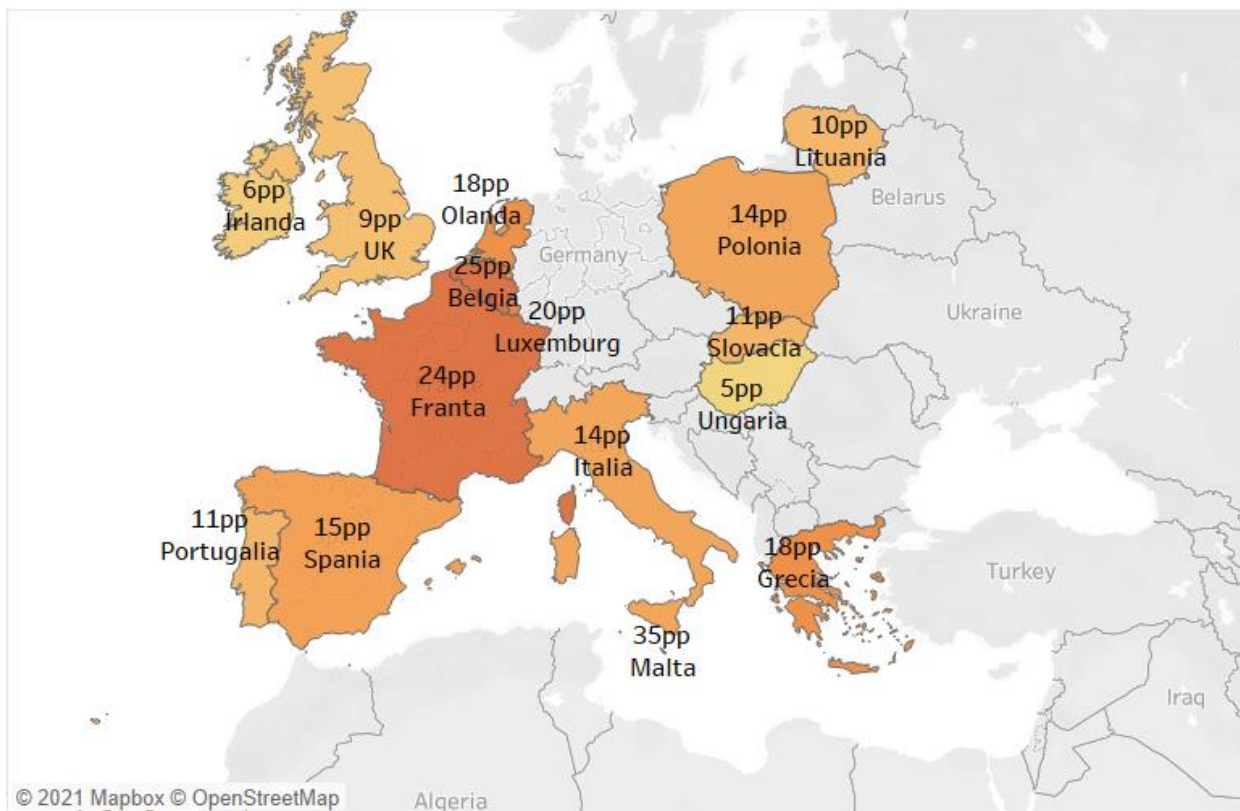 10pp
Lituania
6pp
Irlanda
9pp
UK
18pp
Olanda
14pp
Polonia
Belarus
Germany
25pp
Belgia
20pp
Luxemburg
11pp
Slovacia
Ukraine
24pp
Franta
5pp
Ungaria
14pp
Italia
11pp
Portugalia
15pp
Spania
18pp
Grecia
Turkey
35pp
Malta
Iraq
© 2021 Mapbox © OpenStreetMap
Algeria